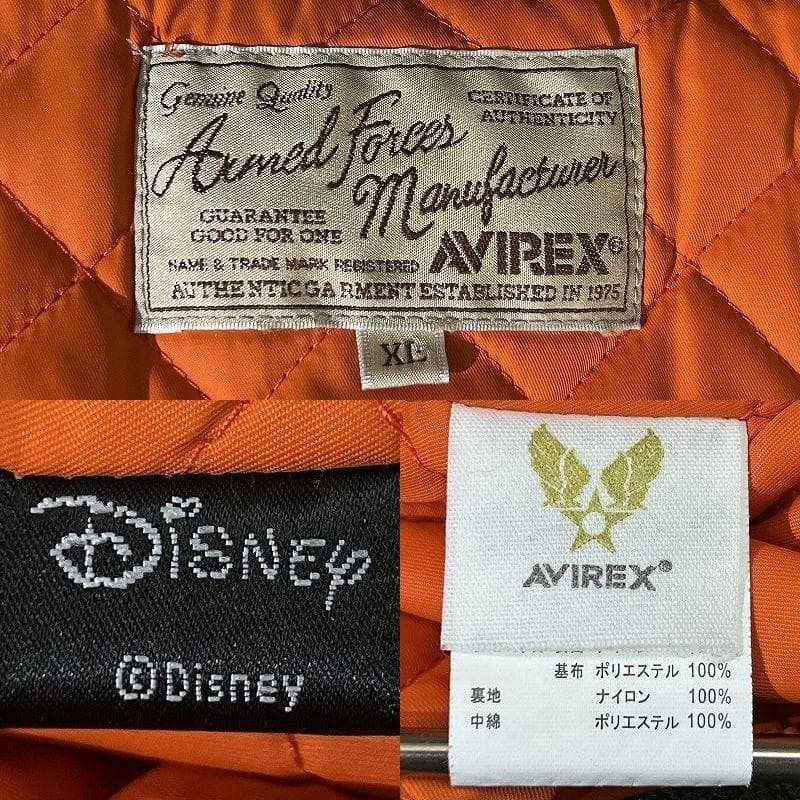 Genuine Quality
CERTIFICATE OF
AUTHENTICITY
Armed Forces
Manufacturer
GUARANTEE
GOOD FOR ONE
NAME & TRADE MARK REGISTERED
AVIREX®
AUTHENTIC GARMENT ESTABLISHED IN 1975
XL
Disney
©Disney
AVIREX®
基布 ポリエステル 100%
裏地 ナイロン 100%
中綿 ポリエステル 100%